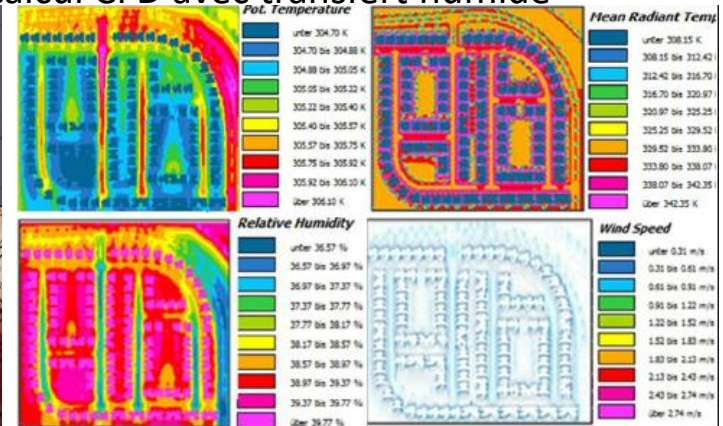 CFD avec transfert humide
Pot. Temperature
unter 304.70 K
304.70 bis 304.88 K
304.88 bis 305.05 K
305.05 bis 305.22 K
305.22 bis 305.40 K
305.40 bis 305.57 K
305.57 bis 305.75 K
305.75 bis 305.92 K
305.92 bis 306.10 K
über 306.10 K
Mean Radiant Temp
unter 308.15 K
308.15 bis 312.42
312.42 bis 316.70
316.70 bis 320.97
320.97 bis 325.25
325.25 bis 329.52
329.52 bis 333.80
333.80 bis 338.07
338.07 bis 342.35
über 342.35 K
Relative Humidity
unter 36.57 %
36.57 bis 36.97 %
36.97 bis 37.37 %
37.37 bis 37.77 %
37.77 bis 38.17 %
38.17 bis 38.57 %
38.57 bis 38.97 %
38.97 bis 39.37 %
39.37 bis 39.77 %
über 39.77 %
Wind Speed
unter 0.31 m/s
0.31 bis 0.61 m/s
0.61 bis 0.91 m/s
0.91 bis 1.22 m/s
1.22 bis 1.52 m/s
1.52 bis 1.83 m/s
1.83 bis 2.13 m/s
2.13 bis 2.43 m/s
2.43 bis 2.74 m/s
über 2.74 m/s